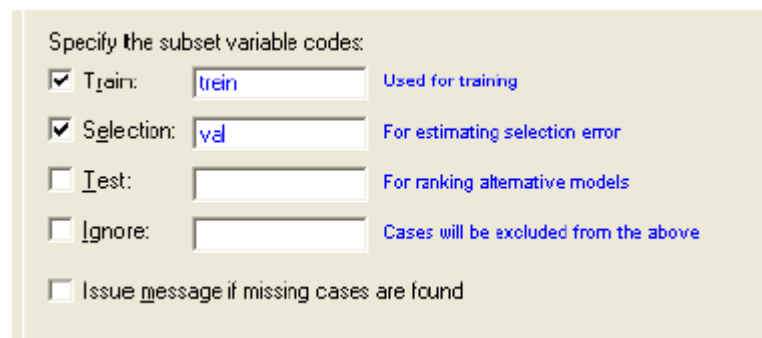 Specify the subset variable codes:
Train: trein Used for training
Selection: val For estimating selection error
Test: For ranking alternative models
Ignore: Cases will be excluded from the above
Issue message if missing cases are found